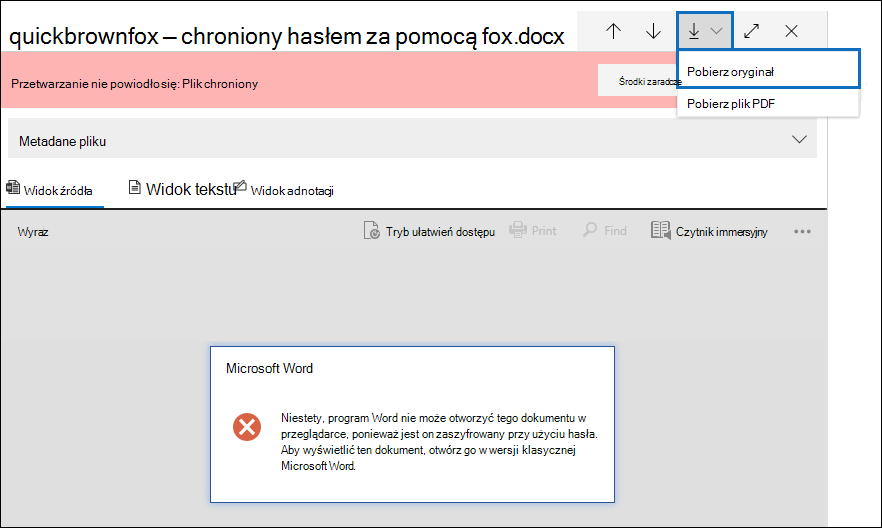 quickbrownfox — chroniony hasłem za pomocą fox.docx
Przetwarzanie nie powiodło się: Plik chroniony
Środki zaradcze
Pobierz oryginał
Pobierz plik PDF
Metadane pliku
Widok źródła
Widok tekstu
Widok adnotacji
Wyraz
Tryb ułatwień dostępu
Print
Find
Czytnik immersyjny
Microsoft Word
Niestety, program Word nie może otworzyć tego dokumentu w
przeglądarce, ponieważ jest on zaszyfrowany przy użyciu hasła.
Aby wyświetlić ten dokument, otwórz go w wersji klasycznej
Microsoft Word.